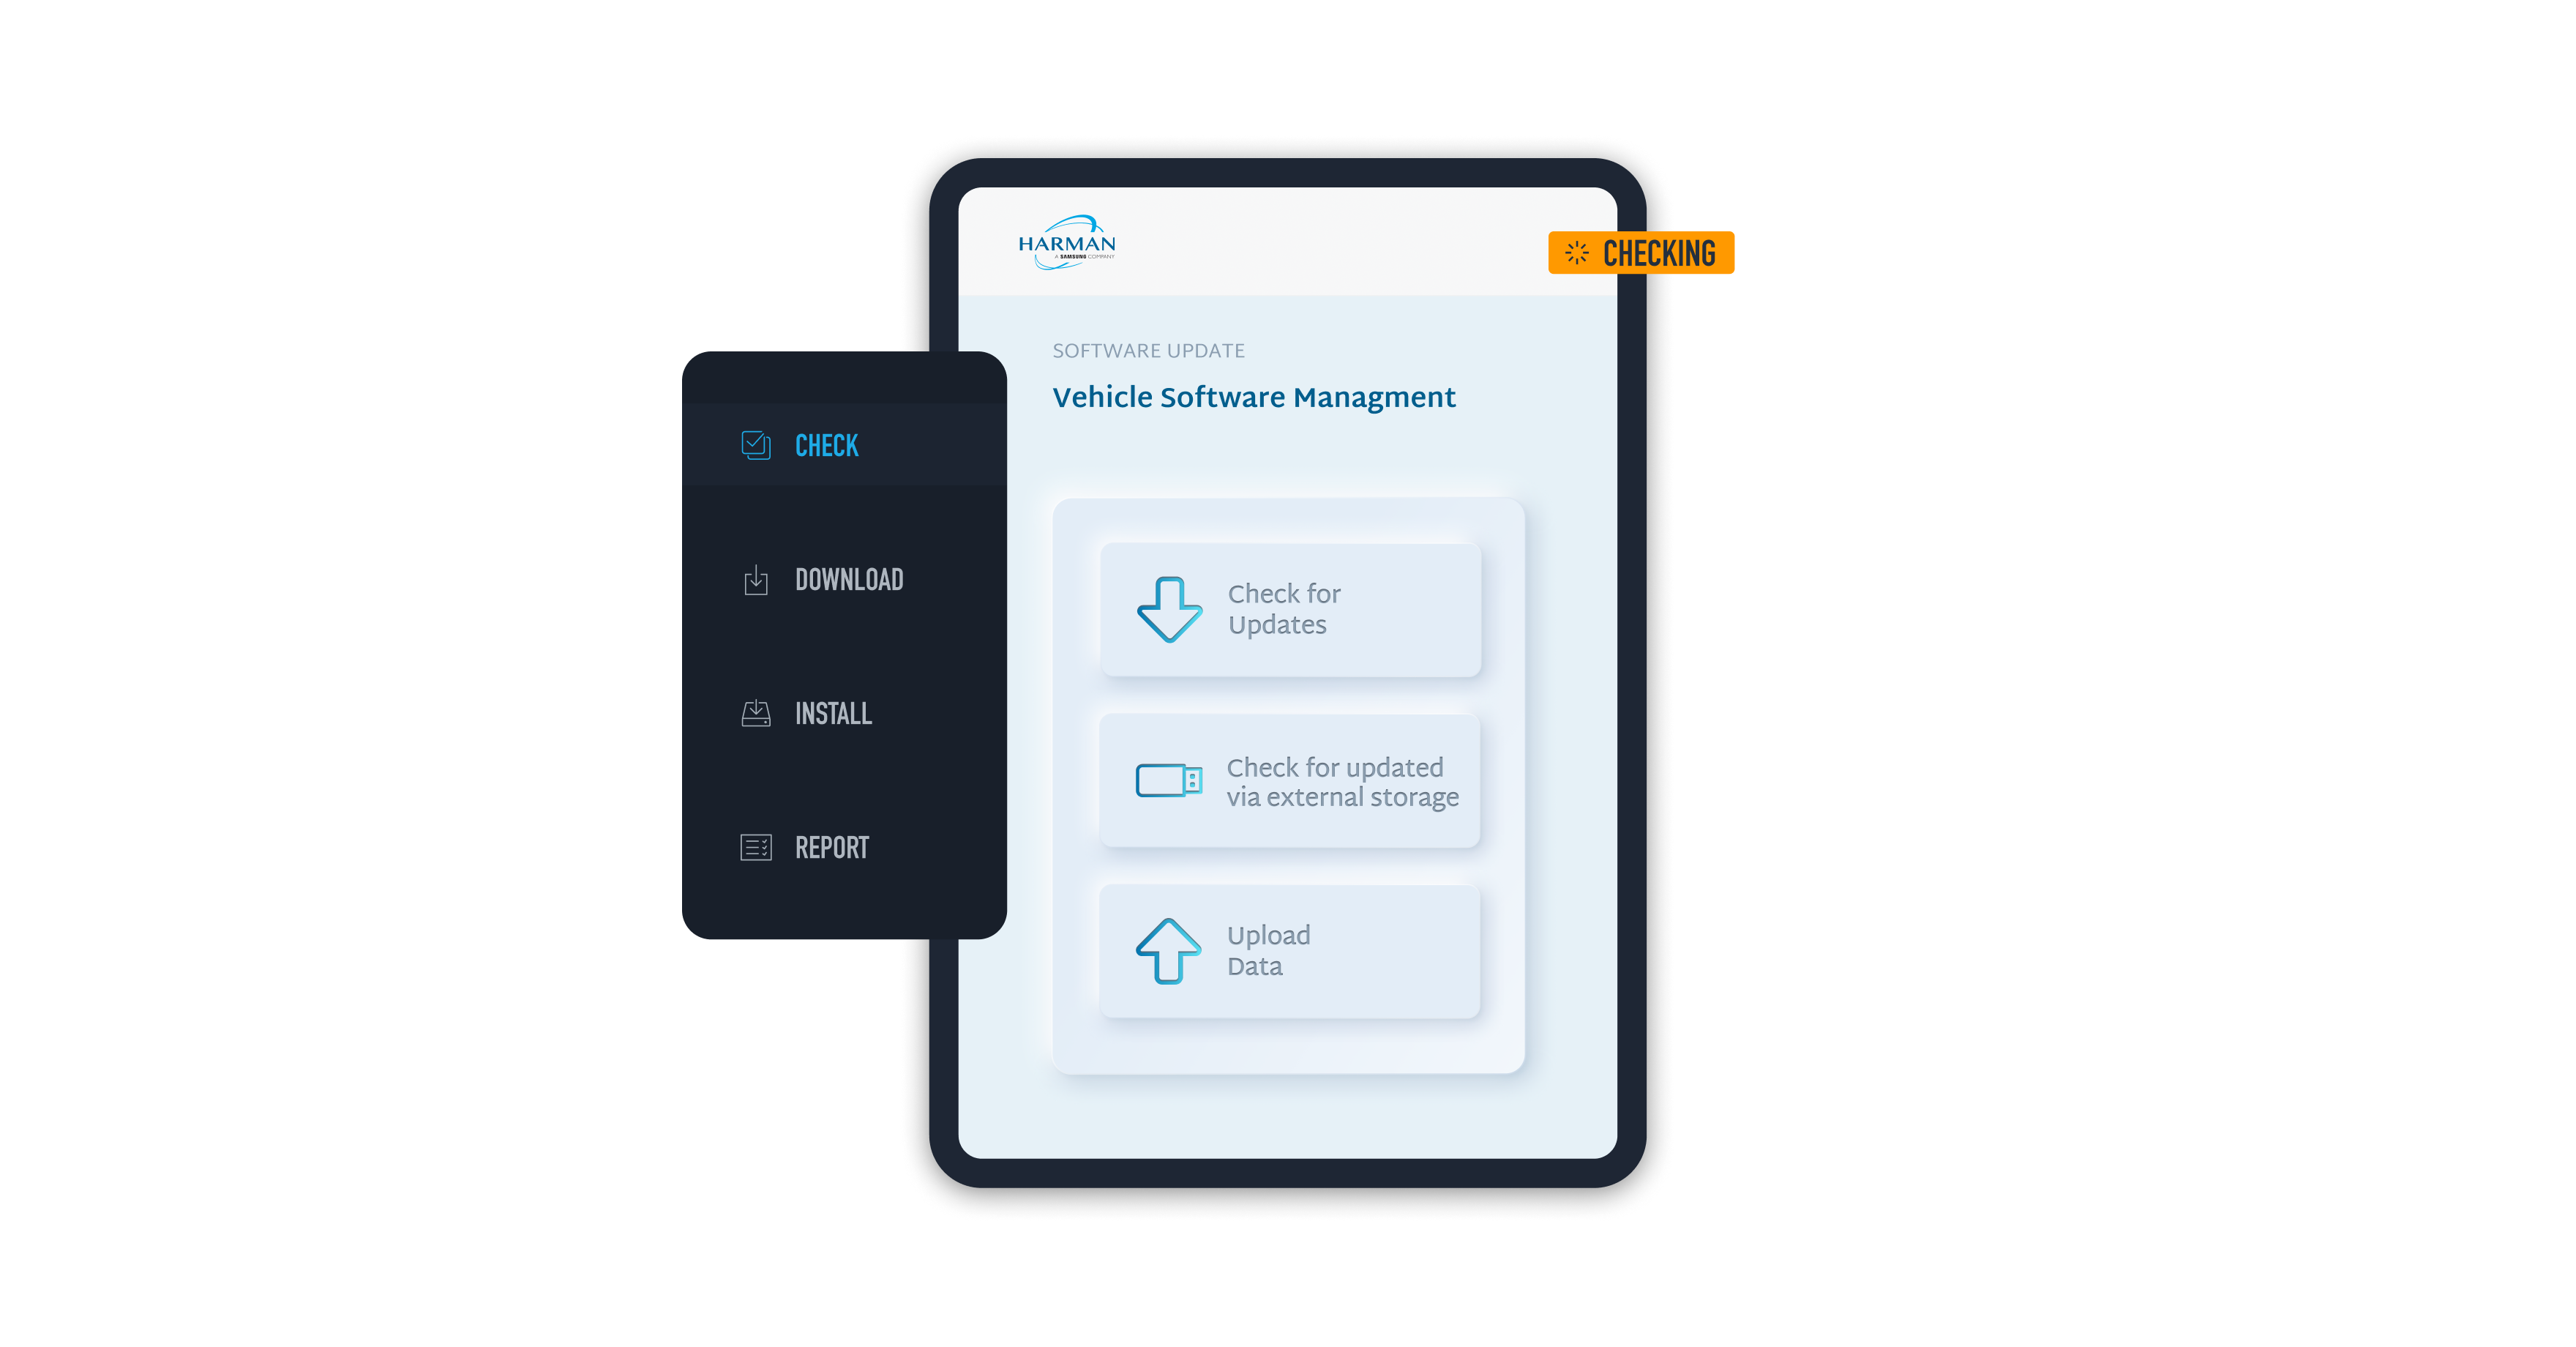 HARMAN
A SAMSUNG COMPANY
CHECKING
SOFTWARE UPDATE
Vehicle Software Managment
CHECK
DOWNLOAD
INSTALL
REPORT
Check for
Updates
Check for updated
via external storage
Upload
Data